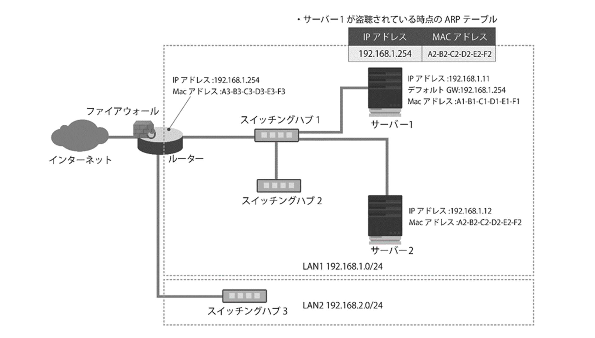 ・サーバー1が盗聴されている時点の ARP テーブル
IP アドレス
MAC アドレス
192.168.1.254
A2-B2-C2-D2-E2-F2
IP アドレス :192.168.1.254
Mac アドレス :A3-B3-C3-D3-E3-F3
IP アドレス :192.168.1.11
デフォルト GW:192.168.1.254
Mac アドレス :A1-B1-C1-D1-E1-F1
ファイアウォール
スイッチングハブ 1
サーバー1
インターネット
ルーター
スイッチングハブ 2
IP アドレス :192.168.1.12
Mac アドレス :A2-B2-C2-D2-E2-F2
サーバー2
LAN1 192.168.1.0/24
スイッチングハブ 3
LAN2 192.168.2.0/24